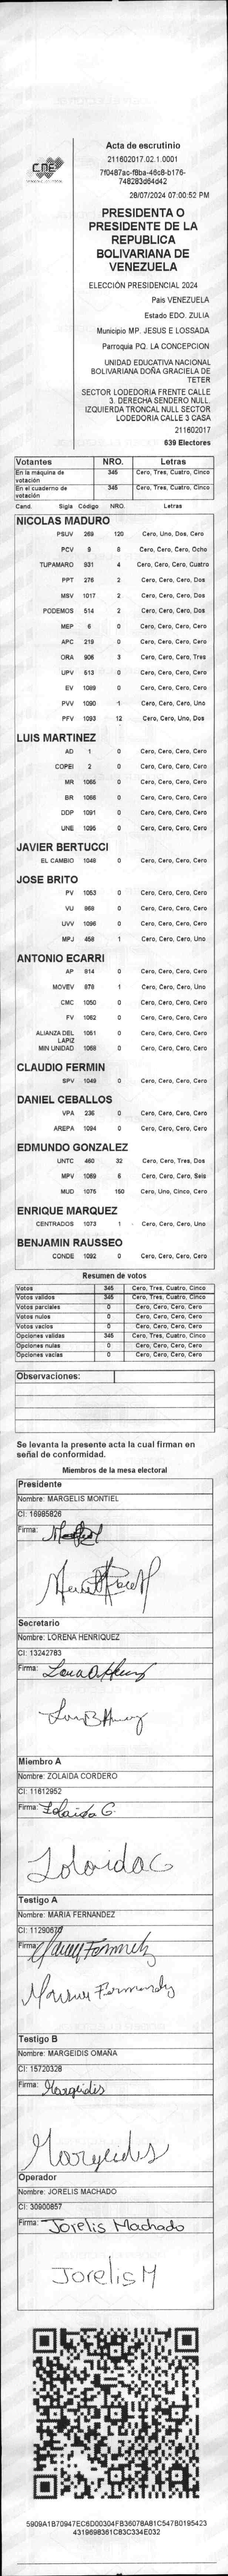 CNE
Acta de escrutinio
211602017.02.1.0001
7f0487ac-f8ba-46c8-b176-
748283d64d42
28/07/2024 07:00:52 PM
PRESIDENTA O
PRESIDENTE DE LA
REPUBLICA
BOLIVARIANA DE
VENEZUELA
ELECCIÓN PRESIDENCIAL 2024
País VENEZUELA
Estado EDO. ZULIA
Municipio MP. JESUS E LOSSADA
Parroquia PQ. LA CONCEPCION
UNIDAD EDUCATIVA NACIONAL
BOLIVARIANA DOÑA GRACIELA DE
TETER
SECTOR LODEDORIA FRENTE CALLE
3. DERECHA SENDERO NULL.
IZQUIERDA TRONCAL NULL SECTOR
LODEDORIA CALLE 3 CASA
211602017
639 Electores
Votantes NRO. Letras
En la máquina de votación 345 Cero, Tres, Cuatro, Cinco
En el cuaderno de votación 345 Cero, Tres, Cuatro, Cinco
Cand. Sigla Código NRO. Letras
NICOLAS MADURO
PSUV 269 120 Cero, Uno, Dos, Cero
PCV 9 8 Cero, Cero, Cero, Ocho
TUPAMARO 931 4 Cero, Cero, Cero, Cuatro
PPT 276 2 Cero, Cero, Cero, Dos
MSV 1017 2 Cero, Cero, Cero, Dos
PODEMOS 514 2 Cero, Cero, Cero, Dos
MEP 6 0 Cero, Cero, Cero, Cero
APC 219 0 Cero, Cero, Cero, Cero
ORA 906 3 Cero, Cero, Cero, Tres
UPV 613 0 Cero, Cero, Cero, Cero
EV 1089 0 Cero, Cero, Cero, Cero
PVV 1090 1 Cero, Cero, Cero, Uno
PFV 1093 12 Cero, Cero, Uno, Dos
LUIS MARTINEZ
AD 1 0 Cero, Cero, Cero, Cero
COPEI 2 0 Cero, Cero, Cero, Cero
MR 1065 0 Cero, Cero, Cero, Cero
BR 1066 0 Cero, Cero, Cero, Cero
DDP 1091 0 Cero, Cero, Cero, Cero
UNE 1095 0 Cero, Cero, Cero, Cero
JAVIER BERTUCCI
EL CAMBIO 1048 0 Cero, Cero, Cero, Cero
JOSE BRITO
PV 1053 0 Cero, Cero, Cero, Cero
VU 868 0 Cero, Cero, Cero, Cero
UVV 1096 0 Cero, Cero, Cero, Cero
MPJ 458 1 Cero, Cero, Cero, Uno
ANTONIO ECARRI
AP 814 0 Cero, Cero, Cero, Cero
MOVEV 878 1 Cero, Cero, Cero, Uno
CMC 1050 0 Cero, Cero, Cero, Cero
FV 1062 0 Cero, Cero, Cero, Cero
ALIANZA DEL LAPIZ 1061 0 Cero, Cero, Cero, Cero
MIN UNIDAD 1068 0 Cero, Cero, Cero, Cero
CLAUDIO FERMIN
SPV 1049 0 Cero, Cero, Cero, Cero
DANIEL CEBALLOS
VPA 236 0 Cero, Cero, Cero, Cero
AREPA 1094 0 Cero, Cero, Cero, Cero
EDMUNDO GONZALEZ
UNTC 460 32 Cero, Cero, Tres, Dos
MPV 1069 6 Cero, Cero, Cero, Seis
MUD 1075 150 Cero, Uno, Cinco, Cero
ENRIQUE MARQUEZ
CENTRADOS 1073 1 Cero, Cero, Cero, Uno
BENJAMIN RAUSSEO
CONDE 1092 0 Cero, Cero, Cero, Cero
Resumen de votos
Votos 345 Cero, Tres, Cuatro, Cinco
Votos validos 345 Cero, Tres, Cuatro, Cinco
Votos parciales 0 Cero, Cero, Cero, Cero
Votos nulos 0 Cero, Cero, Cero, Cero
Votos vacios 0 Cero, Cero, Cero, Cero
Opciones validas 345 Cero, Tres, Cuatro, Cinco
Opciones nulas 0 Cero, Cero, Cero, Cero
Opciones vacias 0 Cero, Cero, Cero, Cero
Observaciones:
Se levanta la presente acta la cual firman en
señal de conformidad.
Miembros de la mesa electoral
Presidente
Nombre: MARGELIS MONTIEL
CI: 16985826
Firma:
Secretario
Nombre: LORENA HENRIQUEZ
CI: 13242783
Firma:
Miembro A
Nombre: ZOLAIDA CORDERO
CI: 11612952
Firma: Zolaida C.
Zolaida C
Testigo A
Nombre: MARIA FERNANDEZ
CI: 11290670
Firma:
Testigo B
Nombre: MARGEIDIS OMAÑA
CI: 15720328
Firma: Margeidis
Margeidis
Operador
Nombre: JORELIS MACHADO
CI: 30900857
Firma: Jorelis Machado
Jorelis M
5909A1B70947EC6D00304FB36078A81C547B0195423
4319698361C83C334E032